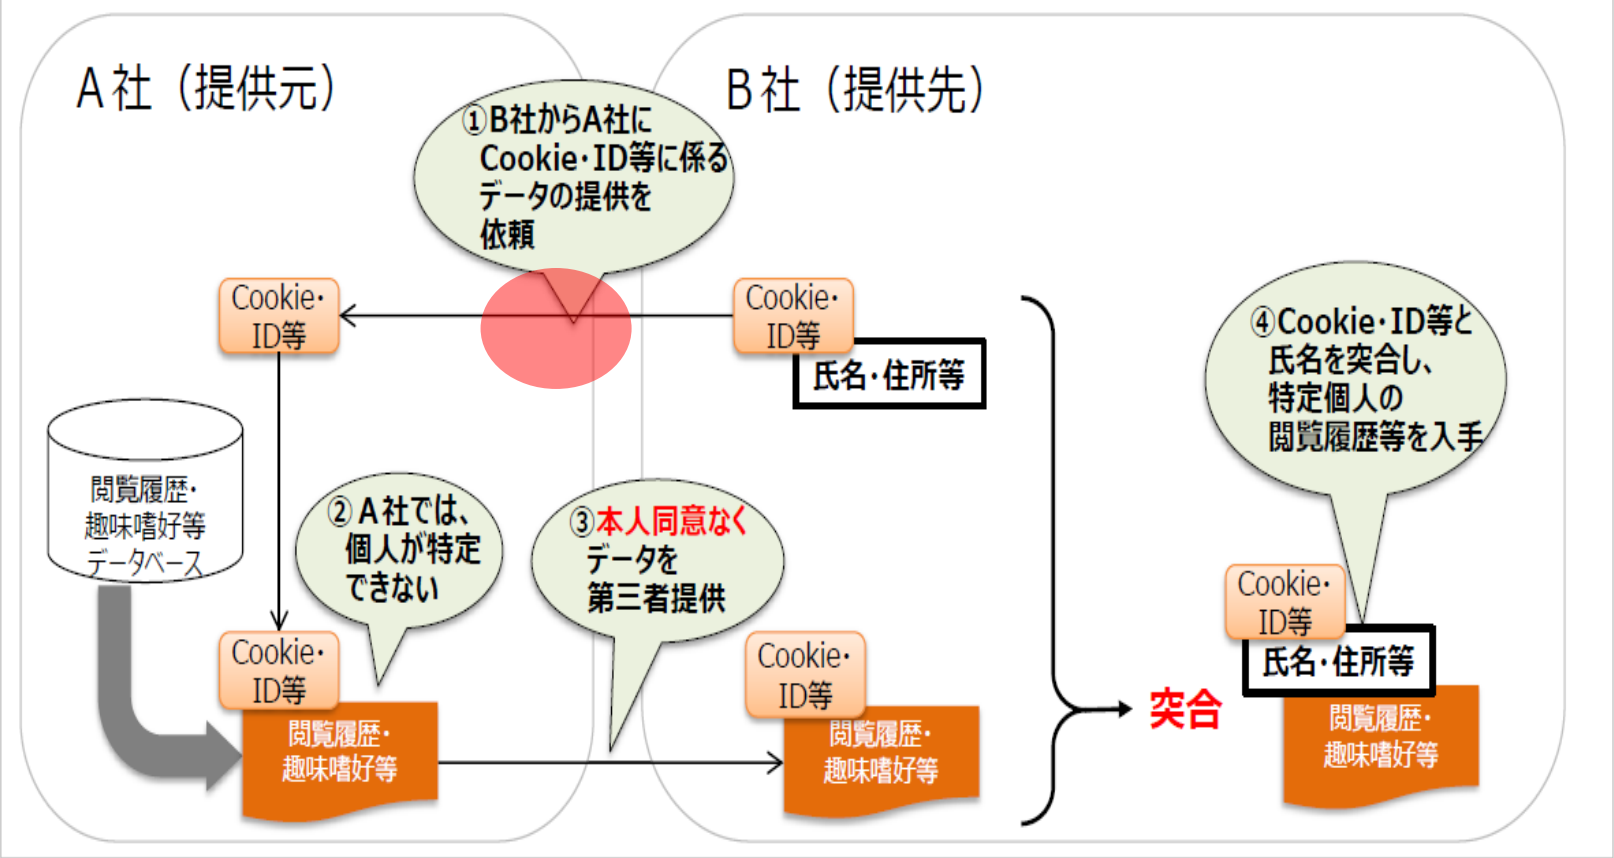 A社（提供元）
B社（提供先）
①B社からA社に
Cookie・ID等に係る
データの提供を
依頼
Cookie・
ID等
Cookie・
ID等
氏名・住所等
④Cookie・ID等と
氏名を突合し、
特定個人の
閲覧履歴等を入手
閲覧履歴・
趣味嗜好等
データベース
②A社では、
個人が特定
できない
③本人同意なく
データを
第三者提供
Cookie・
ID等
閲覧履歴・
趣味嗜好等
Cookie・
ID等
閲覧履歴・
趣味嗜好等
突合
Cookie・
ID等
氏名・住所等
閲覧履歴・
趣味嗜好等